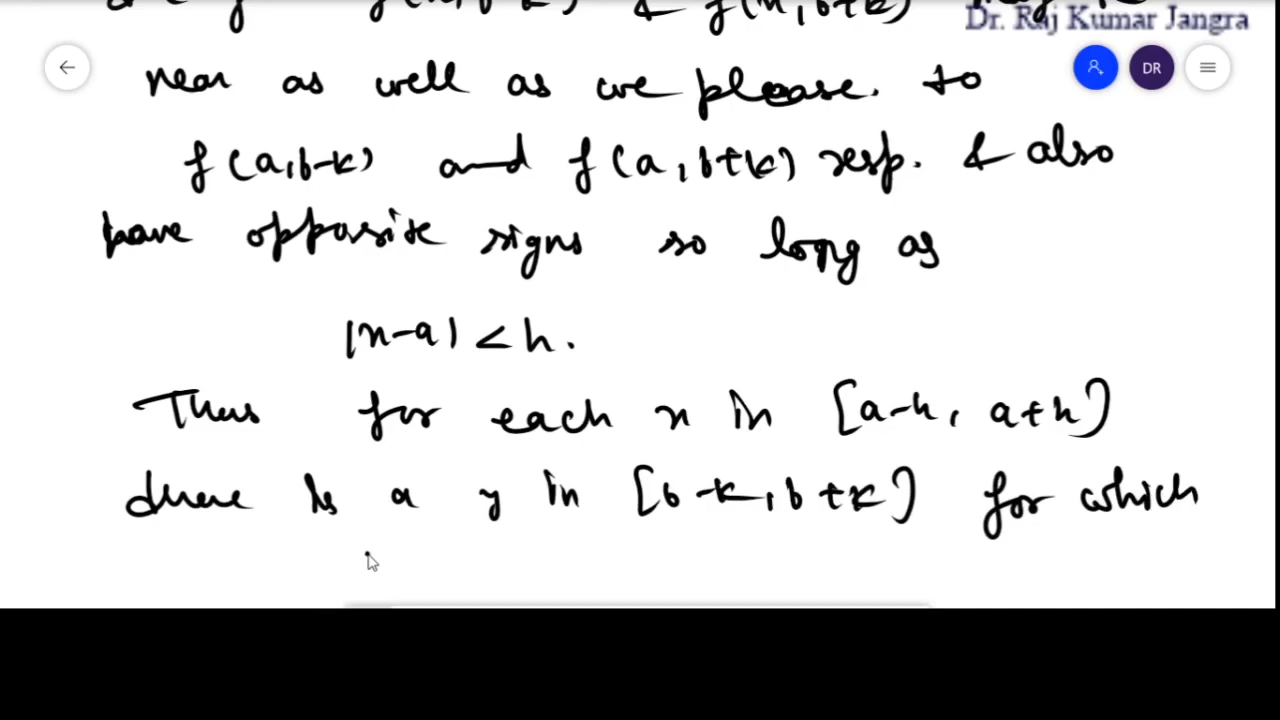 f(x, b-k) & f(x, b+k)
Dr. Raj Kumar Jangra
near as well as we please. to
DR
f(a, b-k) and f(a, b+k) resp. & also
have opposite signs so long as
|x-a| < h.
Thus for each x in [a-h, a+h]
there is a y in [b-k, b+k] for which